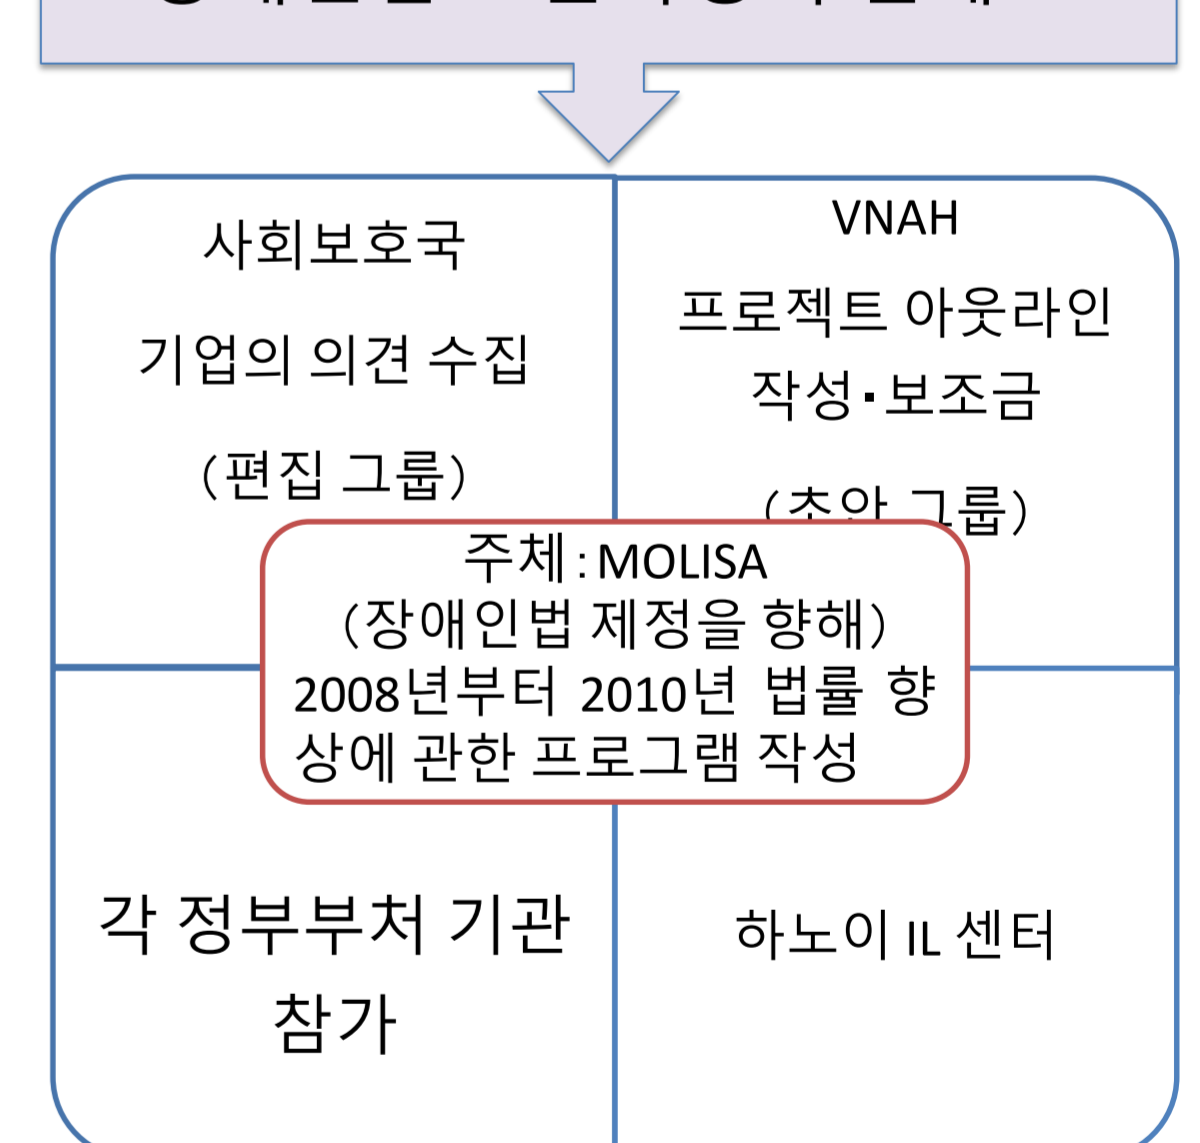 사회보호국
기업의 의견 수집
(편집 그룹)
VNAH
프로젝트 아웃라인
작성·보조금
(초안 그룹)
주체:MOLISA
(장애인법 제정을 향해)
2008년부터 2010년 법률 향
상에 관한 프로그램 작성
각 정부부처 기관
참가
하노이 IL 센터